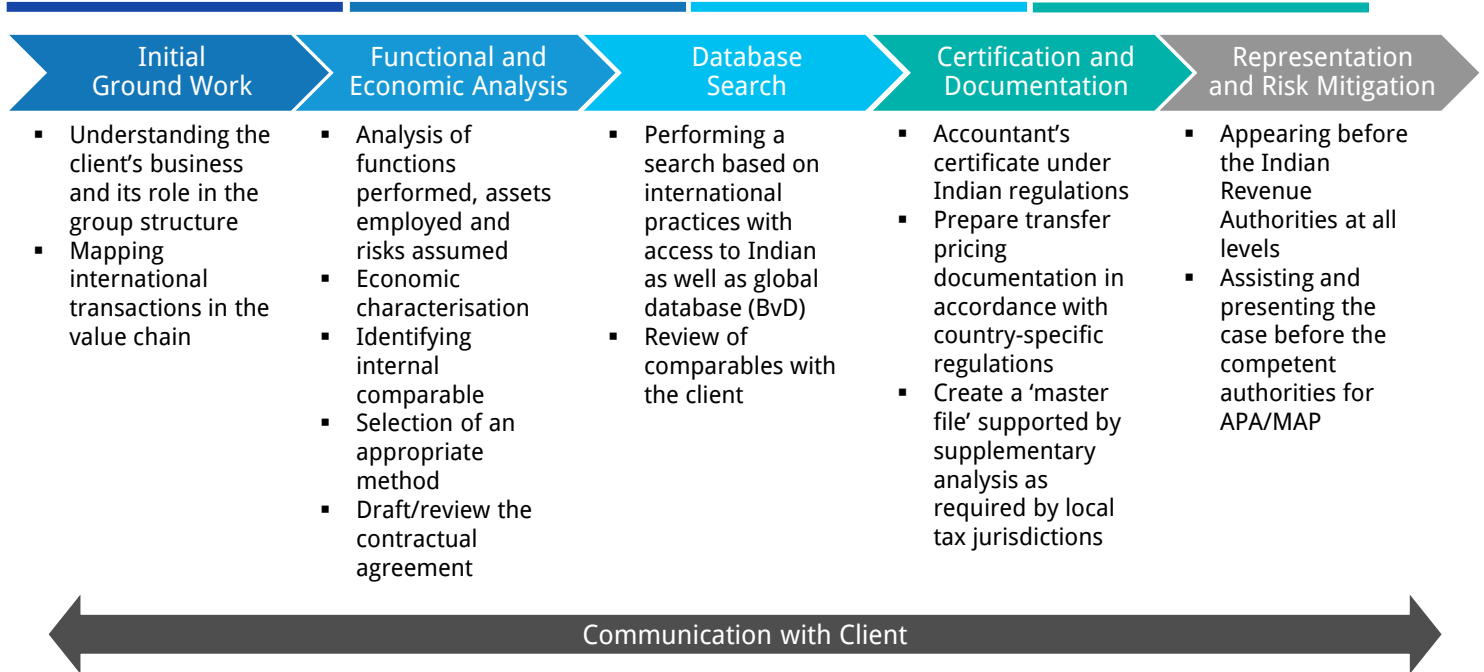 Initial
Ground Work
Functional and
Economic Analysis
Database
Search
Certification and
Documentation
Representation
and Risk Mitigation
▪ Understanding the
client’s business
and its role in the
group structure
▪ Mapping
international
transactions in the
value chain
▪ Analysis of
functions
performed, assets
employed and
risks assumed
▪ Economic
characterisation
▪ Identifying
internal
comparable
▪ Selection of an
appropriate
method
▪ Draft/review the
contractual
agreement
▪ Performing a
search based on
international
practices with
access to Indian
as well as global
database (BvD)
▪ Review of
comparables with
the client
▪ Accountant’s
certificate under
Indian regulations
▪ Prepare transfer
pricing
documentation in
accordance with
country-specific
regulations
▪ Create a ‘master
file’ supported by
supplementary
analysis as
required by local
tax jurisdictions
▪ Appearing before
the Indian
Revenue
Authorities at all
levels
▪ Assisting and
presenting the
case before the
competent
authorities for
APA/MAP
Communication with Client